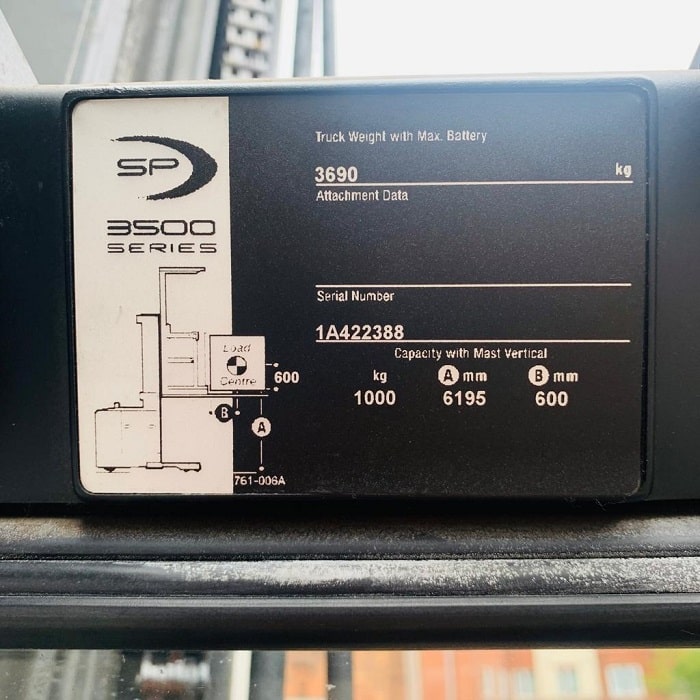 SP
3500
SERIES
Load
Centre
600
B
A
761-006A
Truck Weight with Max. Battery
3690 kg
Attachment Data
Serial Number
1A422388
Capacity with Mast Vertical
kg A mm B mm
1000 6195 600